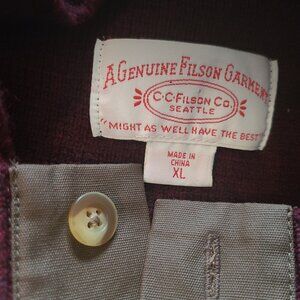 A GENUINE FILSON GARMENT
C·C·FILSON CO.
SEATTLE
"MIGHT AS WELL HAVE THE BEST"
MADE IN
CHINA
XL